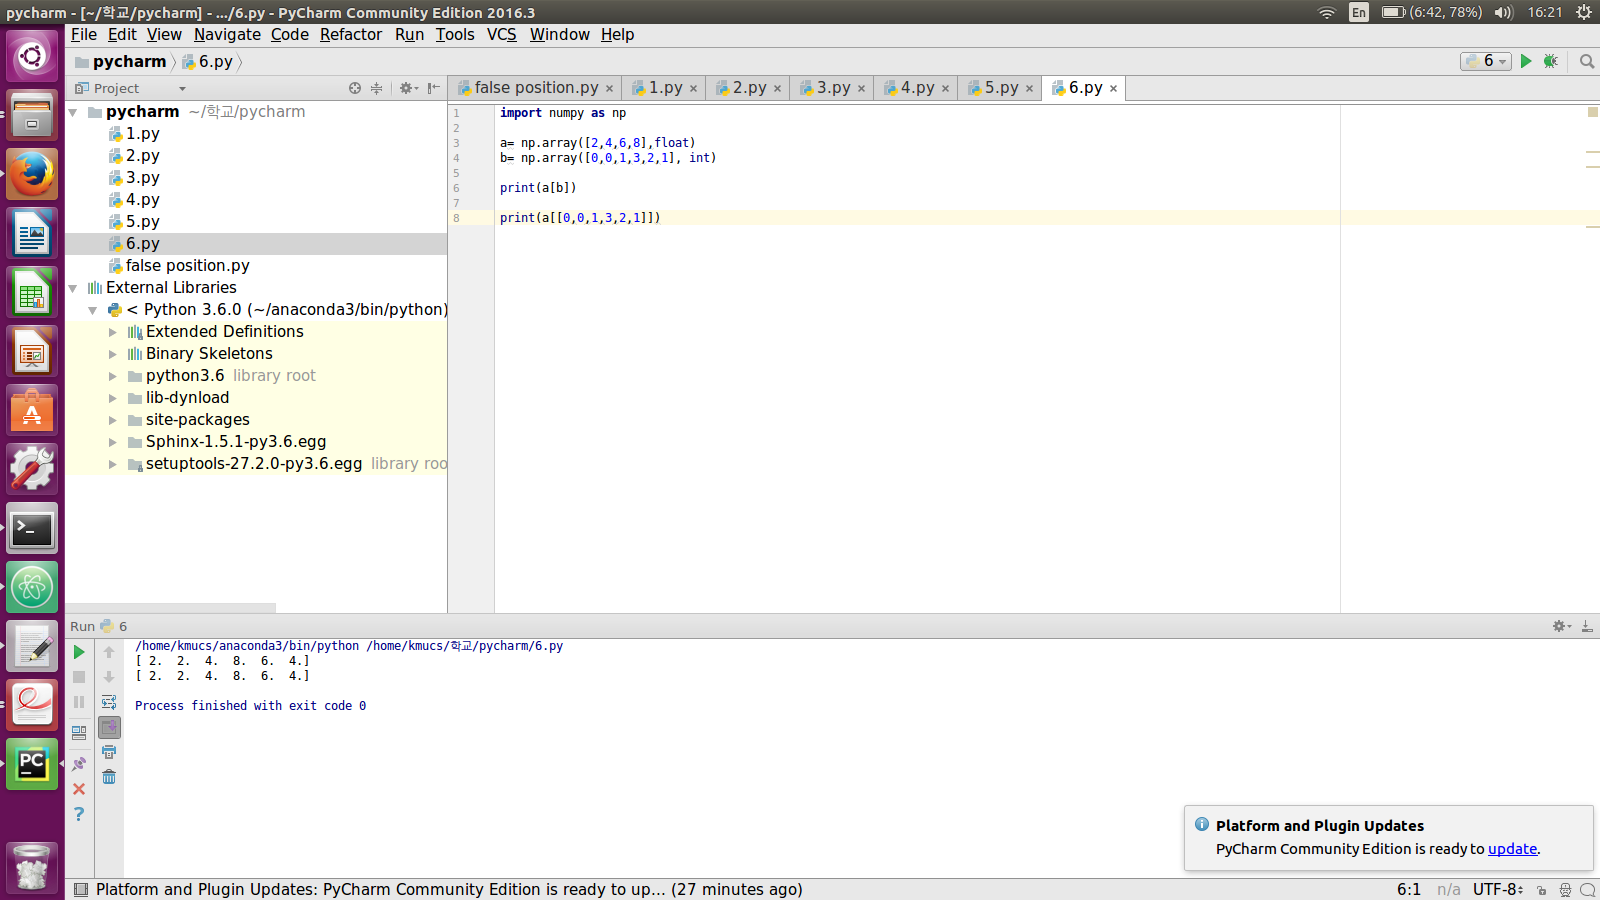 pycharm - [~/학교/pycharm] - .../6.py - PyCharm Community Edition 2016.3
En (6:42, 78%) 16:21
File Edit View Navigate Code Refactor Run Tools VCS Window Help
pycharm 6.py
6
Project
false position.py 1.py 2.py 3.py 4.py 5.py 6.py
pycharm ~/학교/pycharm
1.py
2.py
3.py
4.py
5.py
6.py
false position.py
External Libraries
< Python 3.6.0 (~/anaconda3/bin/python)
Extended Definitions
Binary Skeletons
python3.6 library root
lib-dynload
site-packages
Sphinx-1.5.1-py3.6.egg
setuptools-27.2.0-py3.6.egg library roo
1 import numpy as np
2
3 a= np.array([2,4,6,8],float)
4 b= np.array([0,0,1,3,2,1], int)
5
6 print(a[b])
7
8 print(a[[0,0,1,3,2,1]])
Run 6
/home/kmucs/anaconda3/bin/python /home/kmucs/학교/pycharm/6.py
[ 2.  2.  4.  8.  6.  4.]
[ 2.  2.  4.  8.  6.  4.]
Process finished with exit code 0
PC
Platform and Plugin Updates
PyCharm Community Edition is ready to update.
Platform and Plugin Updates: PyCharm Community Edition is ready to up... (27 minutes ago)
6:1 n/a UTF-8